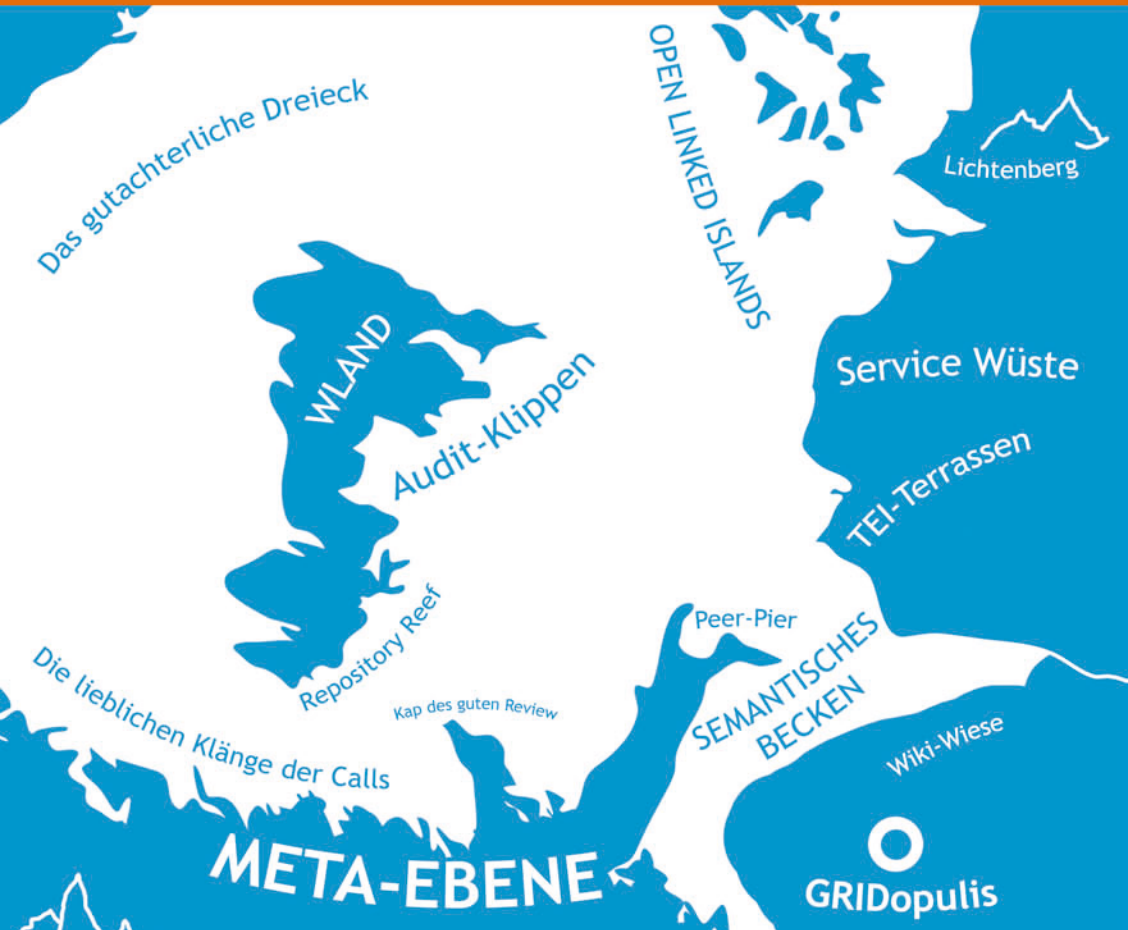 OPEN LINKED ISLANDS
Das gutachterliche Dreieck
Lichtenberg
WLAND
Service Wüste
Audit-Klippen
TEI-Terrassen
Repository Reef
Peer-Pier
Die lieblichen Klänge der Calls
Kap des guten Review
SEMANTISCHES
BECKEN
Wiki-Wiese
META-EBENE
GRIDopulis